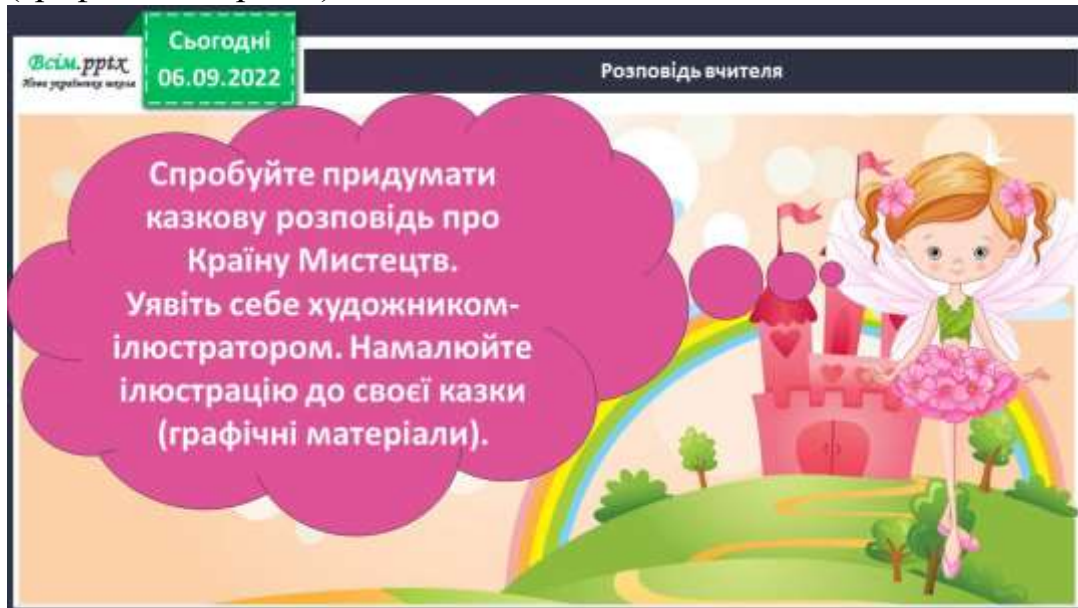 Сьогодні
06.09.2022
Всім.pptx
Нова українська школа
Розповідь вчителя
Спробуйте придумати
казкову розповідь про
Країну Мистецтв.
Уявіть себе художником-
ілюстратором. Намалюйте
ілюстрацію до своєї казки
(графічні матеріали).